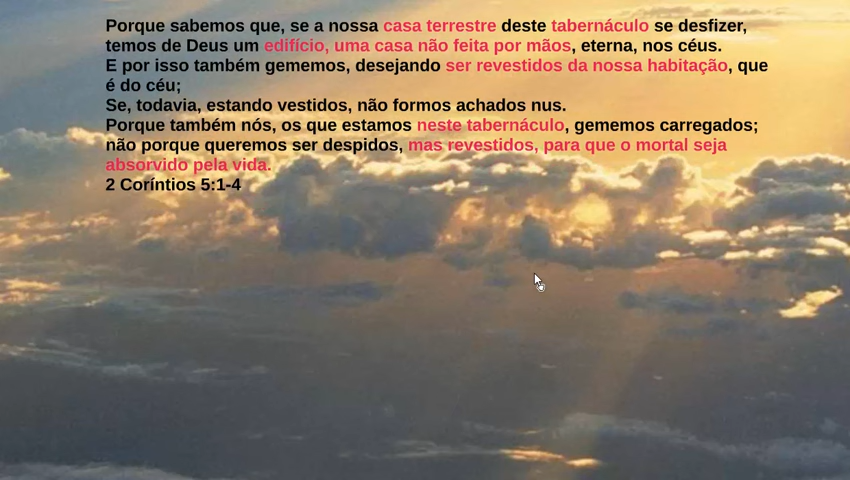 Porque sabemos que, se a nossa casa terrestre deste tabernáculo se desfizer,
temos de Deus um edifício, uma casa não feita por mãos, eterna, nos céus.
E por isso também gememos, desejando ser revestidos da nossa habitação, que
é do céu;
Se, todavia, estando vestidos, não formos achados nus.
Porque também nós, os que estamos neste tabernáculo, gememos carregados;
não porque queremos ser despidos, mas revestidos, para que o mortal seja
absorvido pela vida.
2 Coríntios 5:1-4